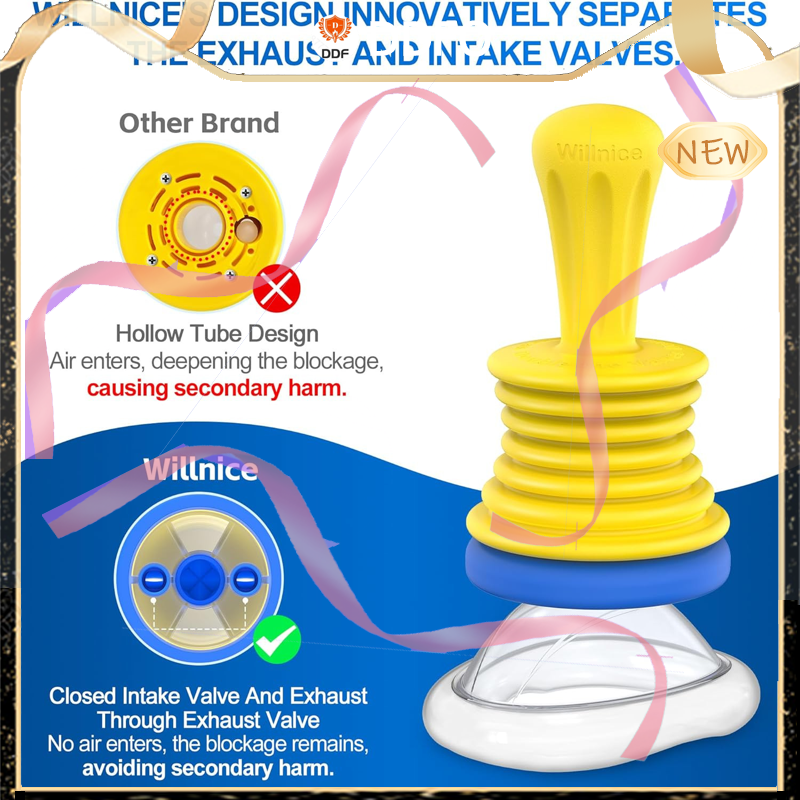 WILLNICE'S DESIGN INNOVATIVELY SEPARATES
THE EXHAUST AND INTAKE VALVES.
DDF
NEW
Other Brand
Willnice
Hollow Tube Design
Air enters, deepening the blockage,
causing secondary harm.
Willnice
Closed Intake Valve And Exhaust
Through Exhaust Valve
No air enters, the blockage remains,
avoiding secondary harm.